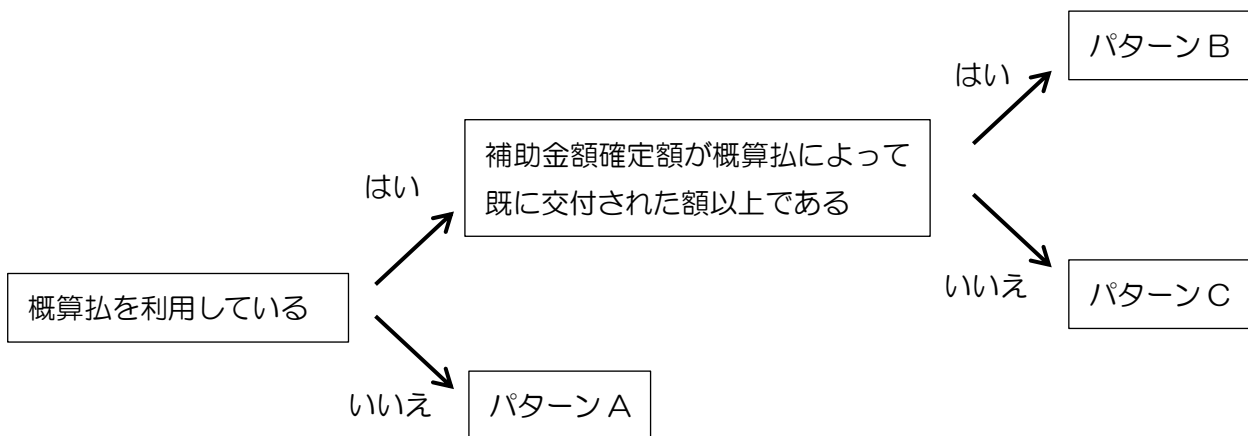 概算払を利用している
はい
いいえ
補助金額確定額が概算払によって
既に交付された額以上である
パターンA
はい
いいえ
パターンB
パターンC